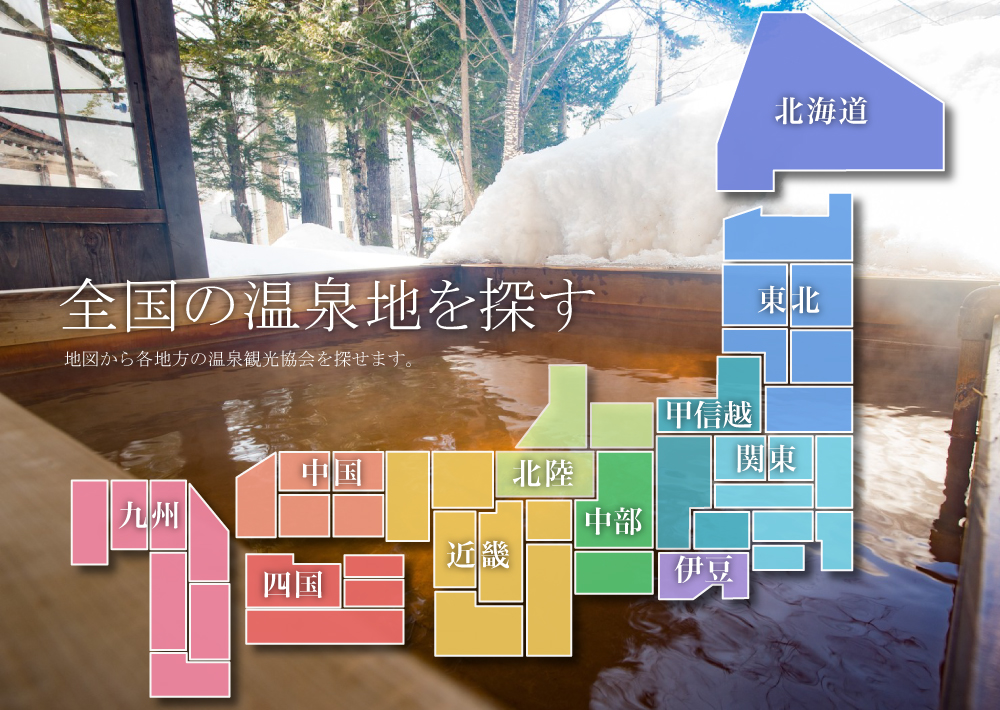 北海道
東北
全国の温泉地を探す
地図から各地方の温泉観光協会を探せます。
甲信越
関東
北陸
中国
九州
中部
近畿
伊豆
四国